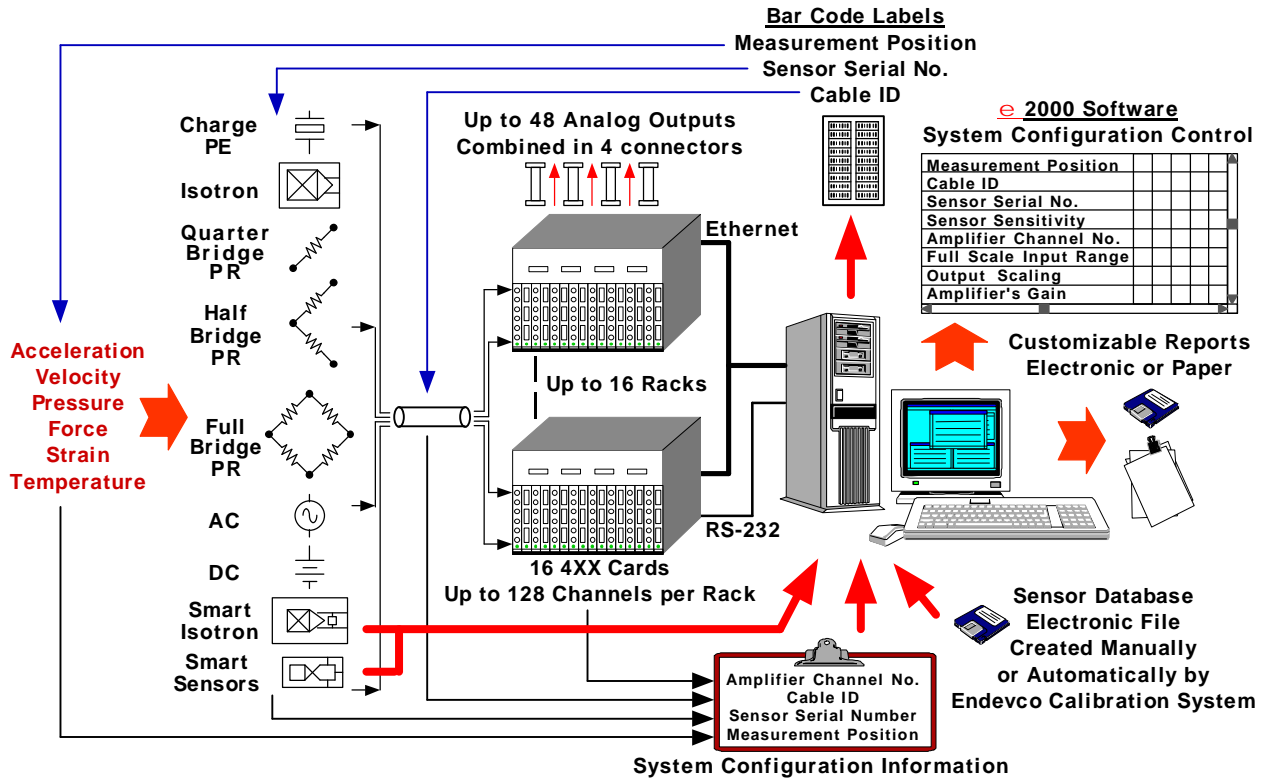 Bar Code Labels
Measurement Position
Sensor Serial No.
Cable ID
Charge
PE
Isotron
Quarter
Bridge
PR
Half
Bridge
PR
Full
Bridge
PR
AC
DC
Smart
Isotron
Smart
Sensors
Acceleration
Velocity
Pressure
Force
Strain
Temperature
Up to 48 Analog Outputs
Combined in 4 connectors
Ethernet
Up to 16 Racks
RS-232
16 4XX Cards
Up to 128 Channels per Rack
e 2000 Software
System Configuration Control
Measurement Position
Cable ID
Sensor Serial No.
Sensor Sensitivity
Amplifier Channel No.
Full Scale Input Range
Output Scaling
Amplifier's Gain
Customizable Reports
Electronic or Paper
Sensor Database
Electronic File
Created Manually
or Automatically by
Endevco Calibration System
Amplifier Channel No.
Cable ID
Sensor Serial Number
Measurement Position
System Configuration Information